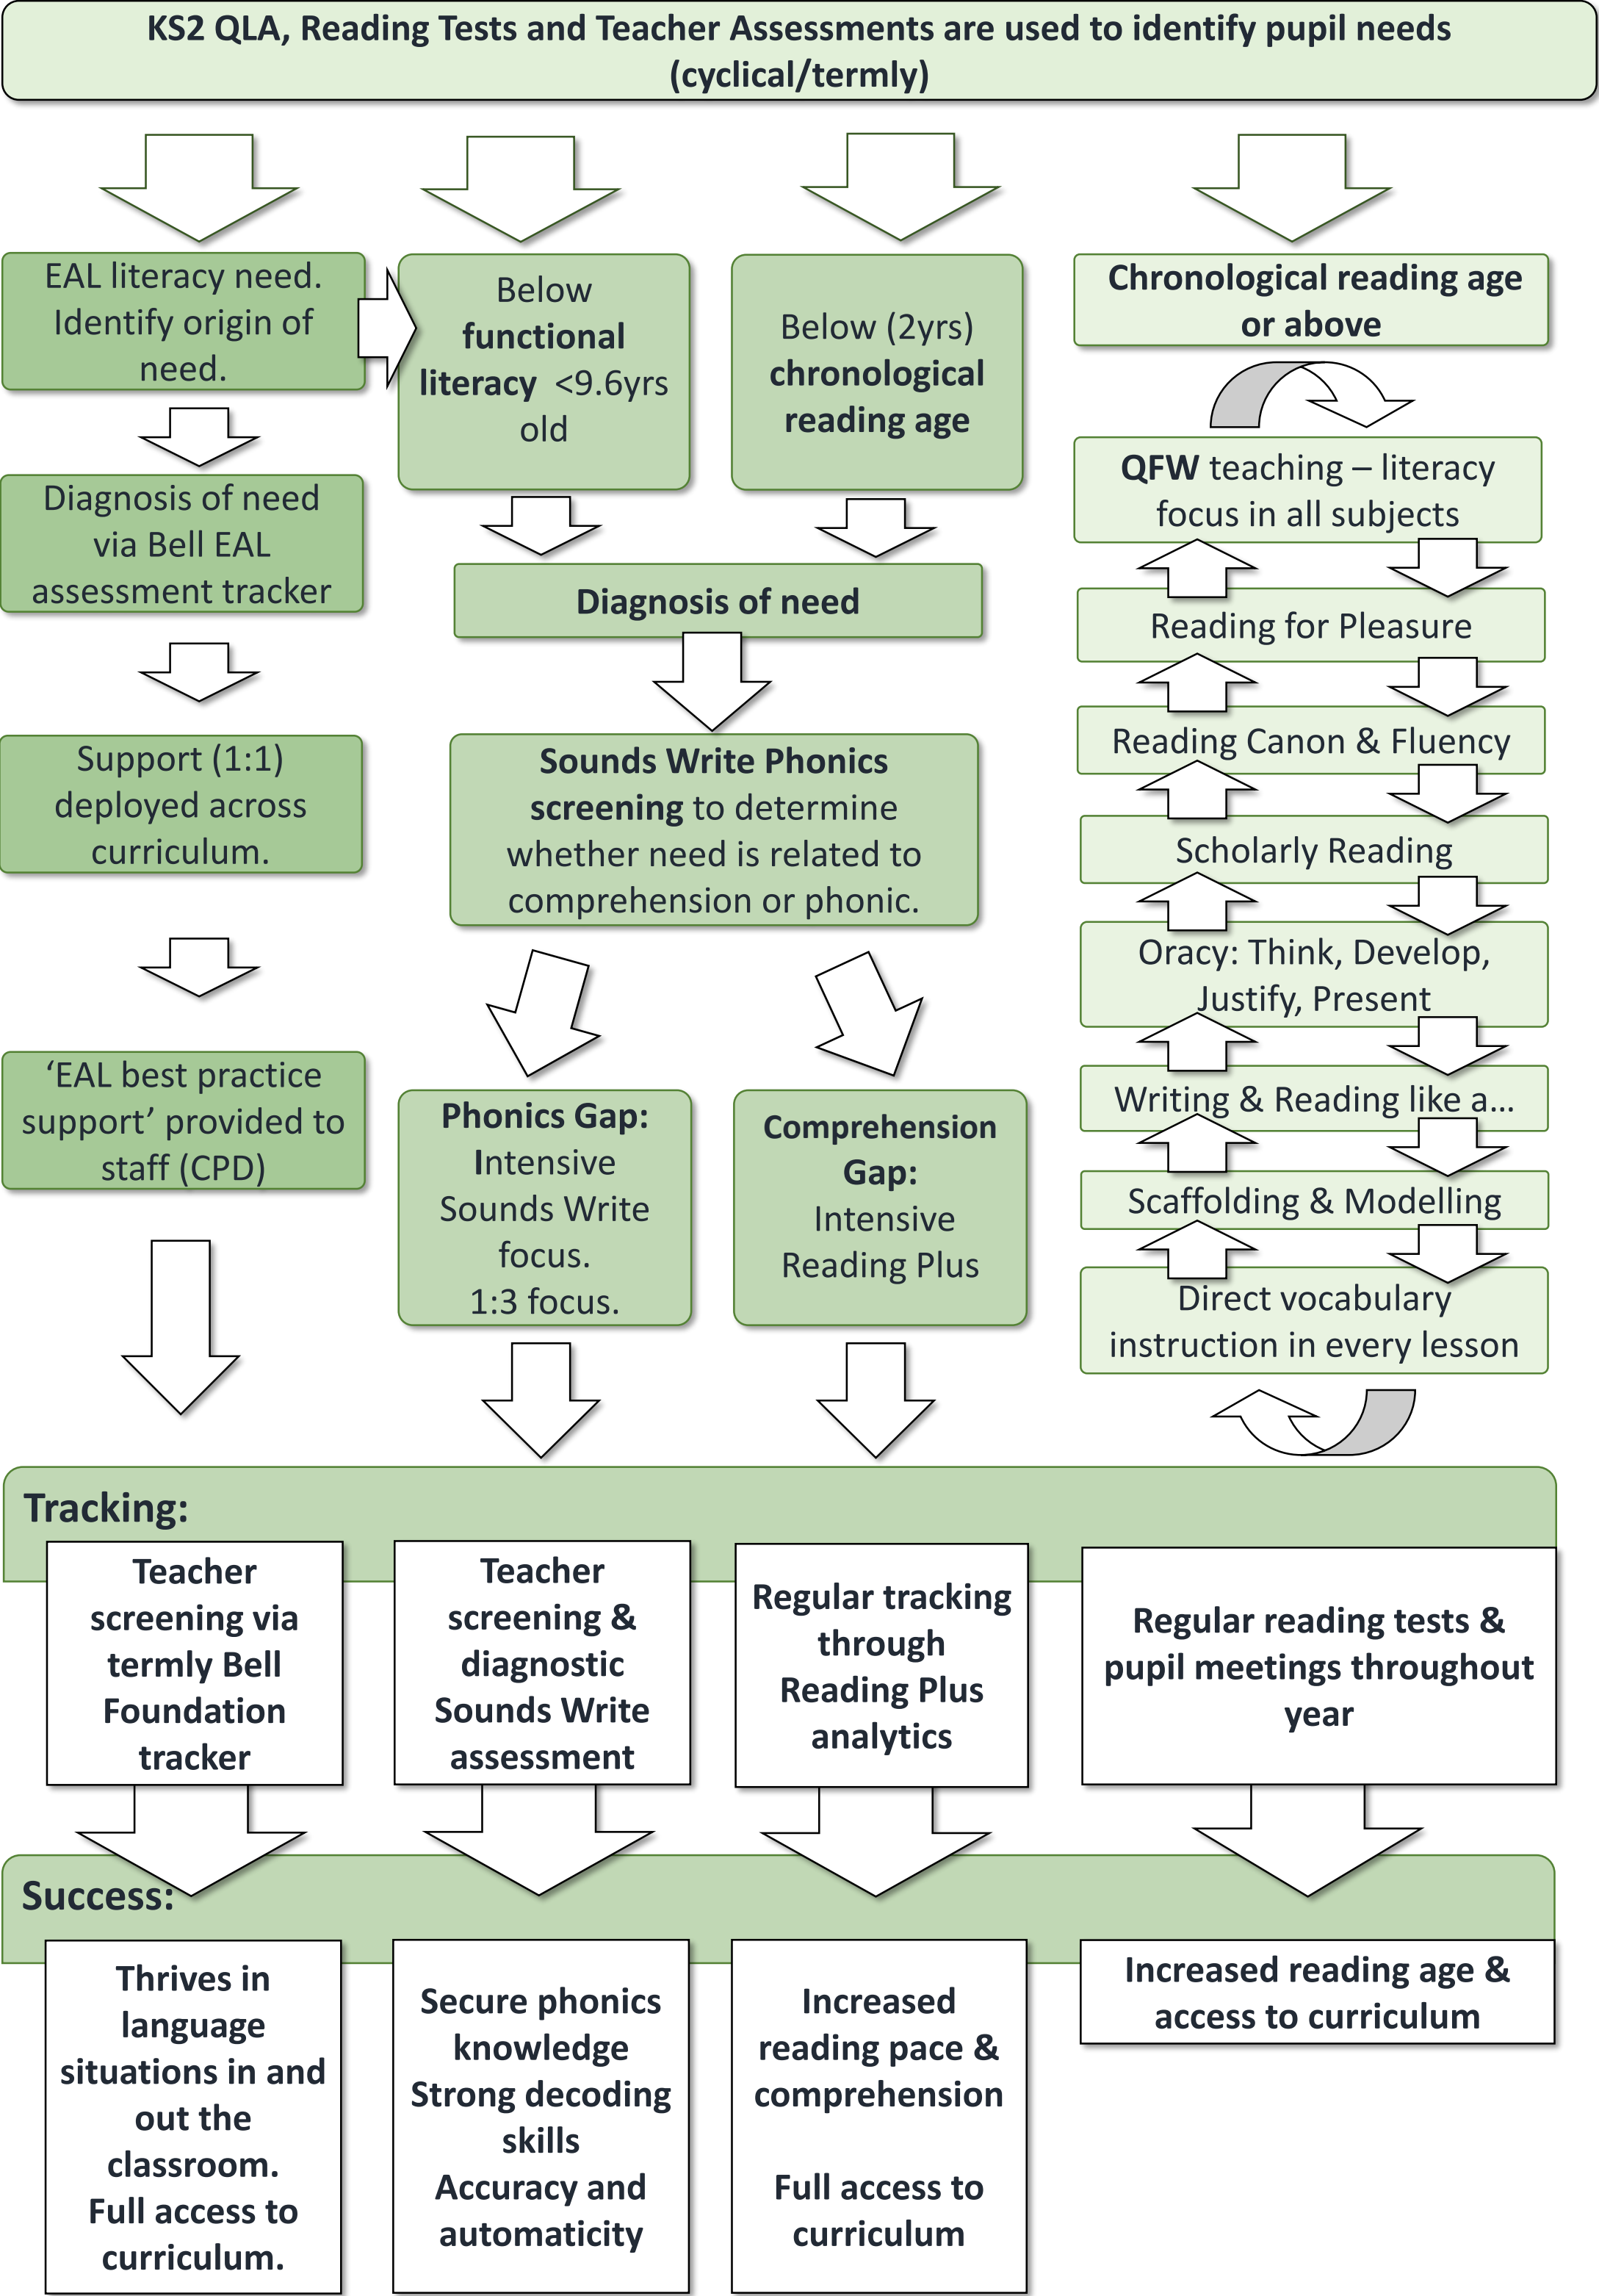 KS2 QLA, Reading Tests and Teacher Assessments are used to identify pupil needs
(cyclical/termly)
EAL literacy need.
Identify origin of
need.
Diagnosis of need
via Bell EAL
assessment tracker
Support (1:1)
deployed across
curriculum.
‘EAL best practice
support’ provided to
staff (CPD)
Below
functional
literacy <9.6yrs
old
Below (2yrs)
chronological
reading age
Diagnosis of need
Sounds Write Phonics
screening to determine
whether need is related to
comprehension or phonic.
Phonics Gap:
Intensive
Sounds Write
focus.
1:3 focus.
Comprehension
Gap:
Intensive
Reading Plus
Chronological reading age
or above
QFW teaching – literacy
focus in all subjects
Reading for Pleasure
Reading Canon & Fluency
Scholarly Reading
Oracy: Think, Develop,
Justify, Present
Writing & Reading like a…
Scaffolding & Modelling
Direct vocabulary
instruction in every lesson
Tracking:
Teacher
screening via
termly Bell
Foundation
tracker
Teacher
screening &
diagnostic
Sounds Write
assessment
Regular tracking
through
Reading Plus
analytics
Regular reading tests &
pupil meetings throughout
year
Success:
Thrives in
language
situations in and
out the
classroom.
Full access to
curriculum.
Secure phonics
knowledge
Strong decoding
skills
Accuracy and
automaticity
Increased
reading pace &
comprehension
Full access to
curriculum
Increased reading age &
access to curriculum